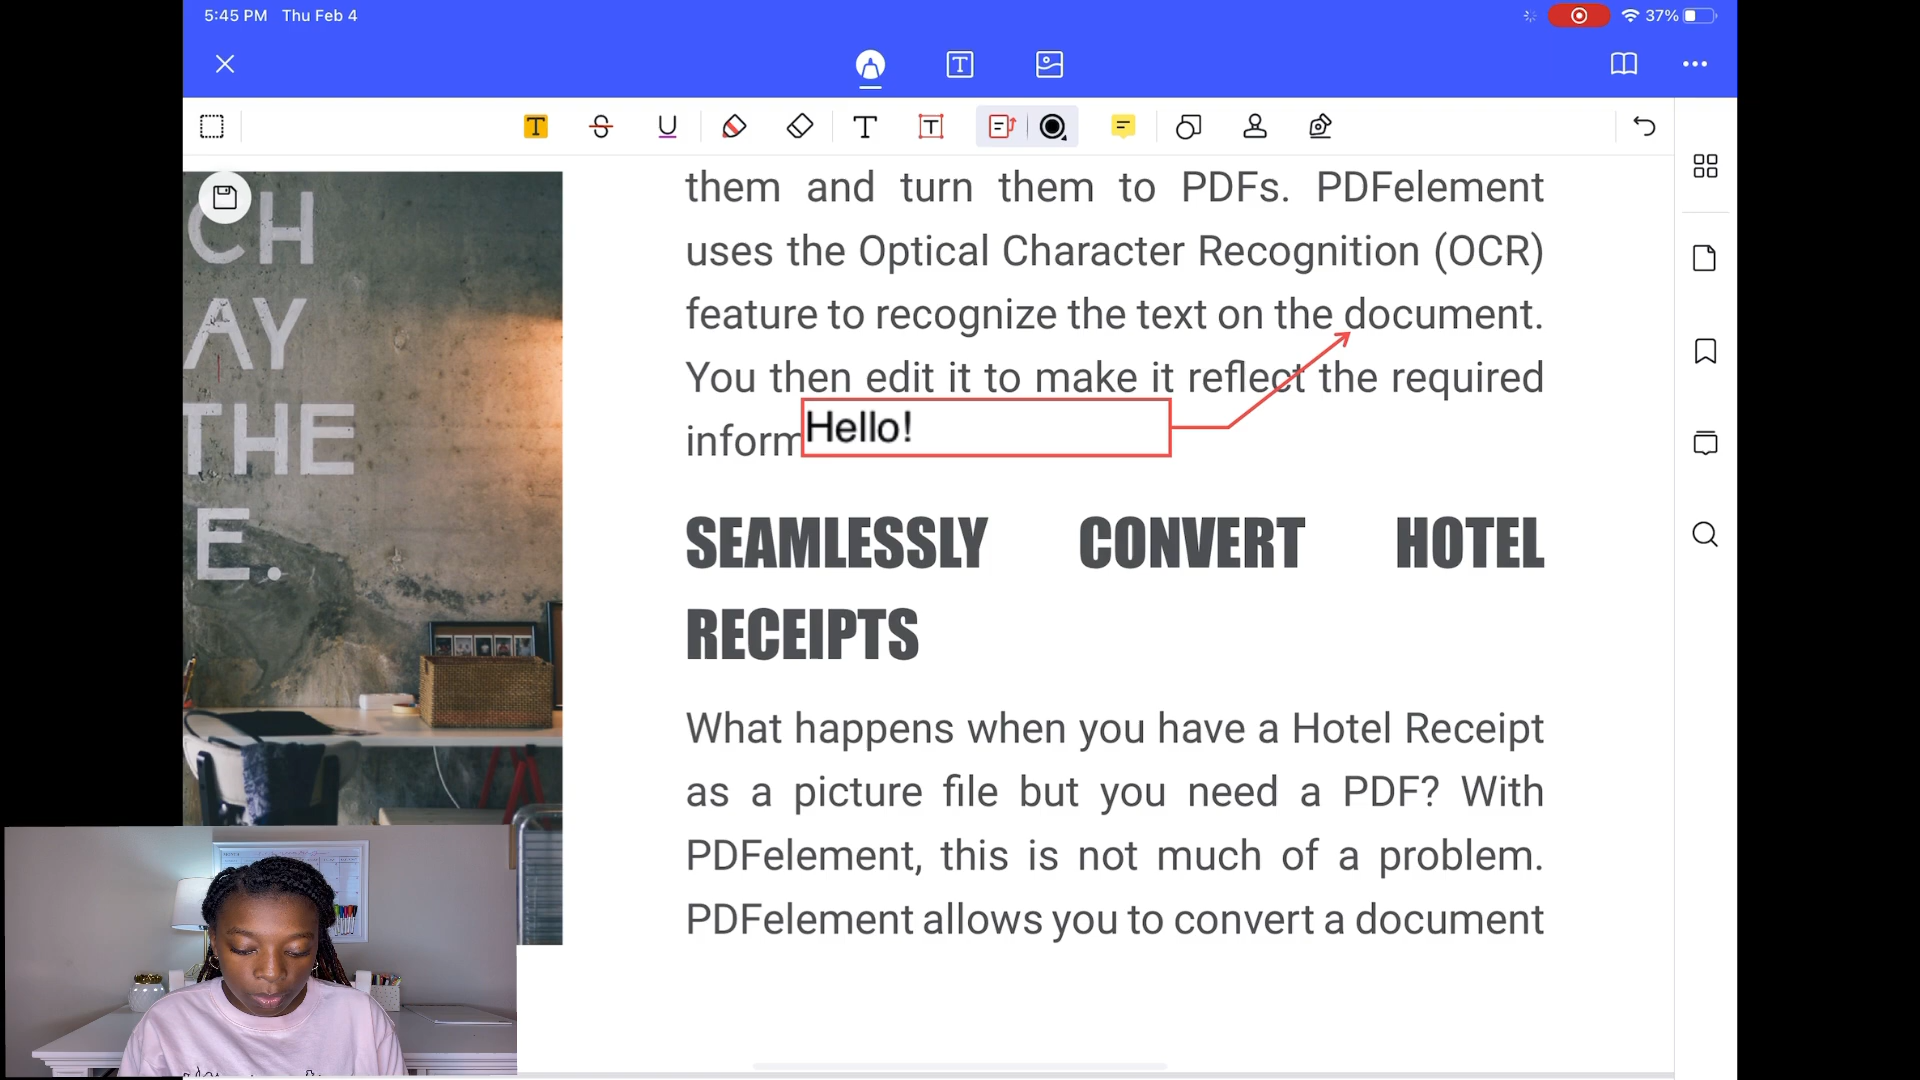 5:45 PM Thu Feb 4
37%
CH
AY
THE
E.
them and turn them to PDFs. PDFelement
uses the Optical Character Recognition (OCR)
feature to recognize the text on the document.
You then edit it to make it reflect the required
inform
Hello!
SEAMLESSLY CONVERT HOTEL
RECEIPTS
What happens when you have a Hotel Receipt
as a picture file but you need a PDF? With
PDFelement, this is not much of a problem.
PDFelement allows you to convert a document